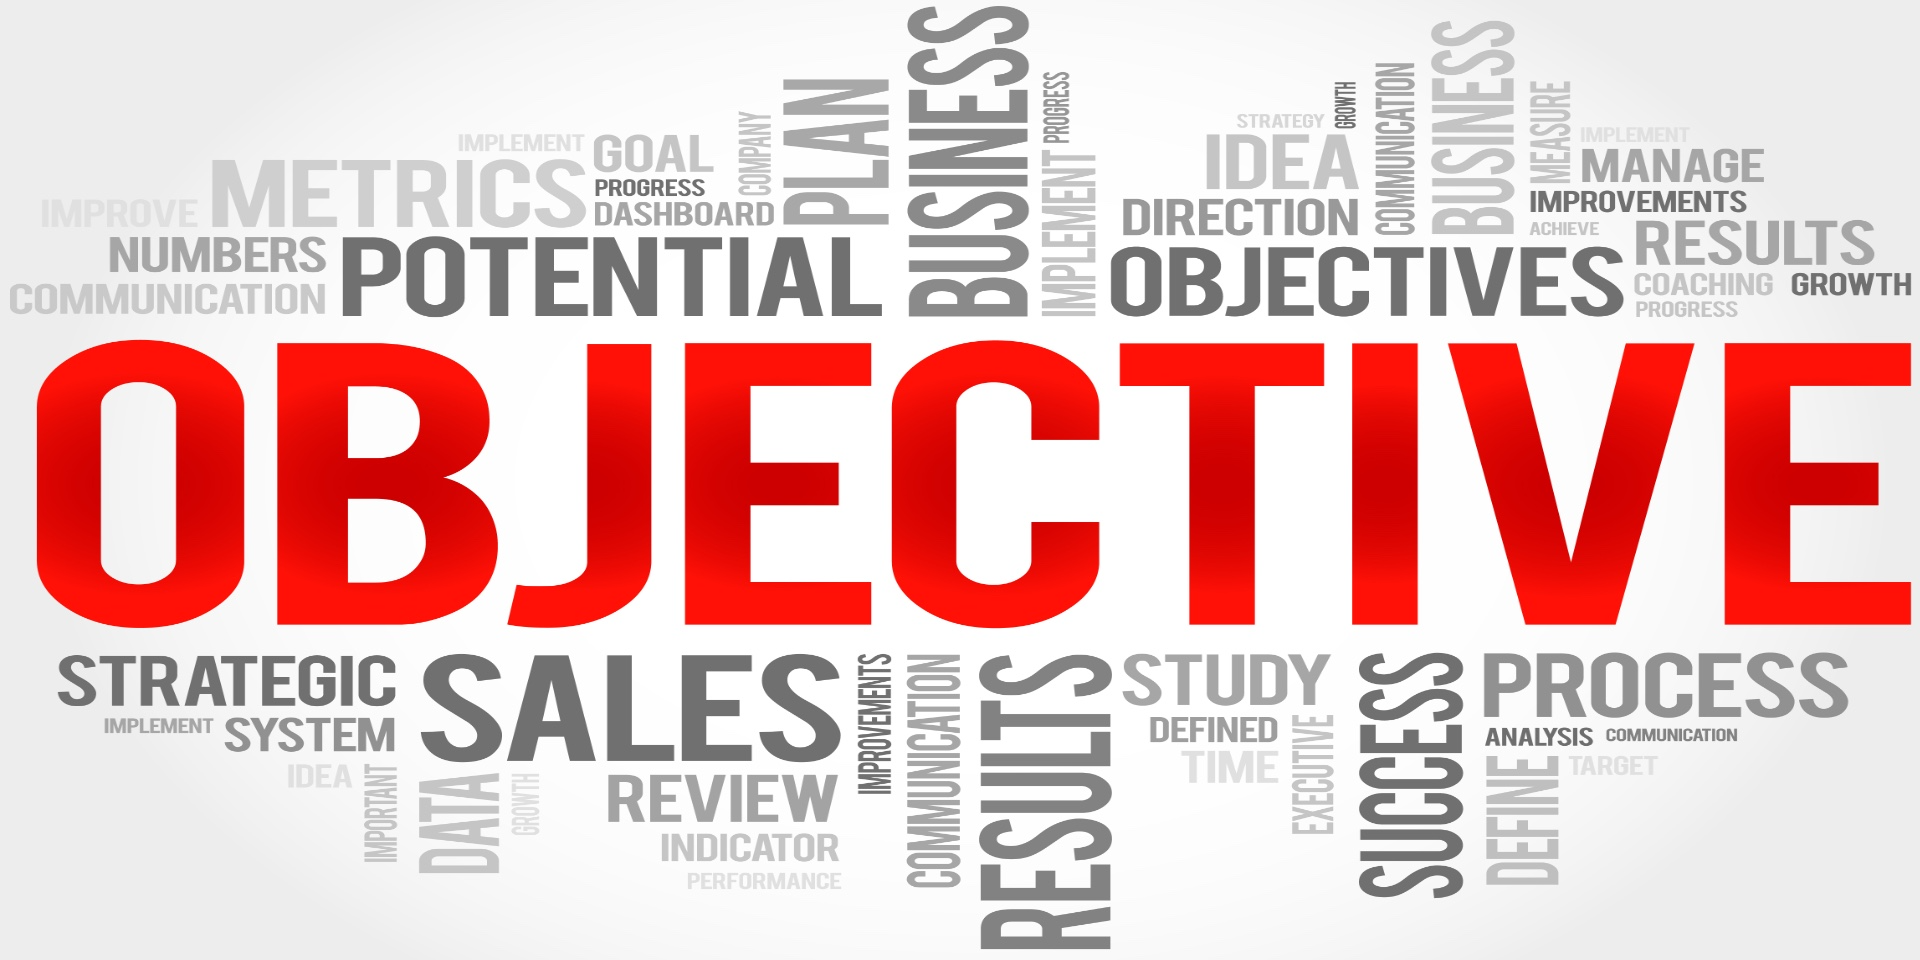 IMPLEMENT
GOAL
COMPANY
PLAN
BUSINESS
PROGRESS
METRICS
PROGRESS
DASHBOARD
IMPROVE
NUMBERS
COMMUNICATION
POTENTIAL
IMPLEMENT
STRATEGY
GROWTH
COMMUNICATION
BUSINESS
MEASURE
IMPLEMENT
IDEA
MANAGE
DIRECTION
IMPROVEMENTS
ACHIEVE
RESULTS
OBJECTIVES
COACHING
GROWTH
PROGRESS
OBJECTIVE
STRATEGIC
IMPLEMENT
SYSTEM
IDEA
IMPORTANT
SALES
DATA
GROWTH
REVIEW
INDICATOR
PERFORMANCE
IMPROVEMENTS
COMMUNICATION
RESULTS
STUDY
DEFINED
TIME
EXECUTIVE
SUCCESS
PROCESS
ANALYSIS
COMMUNICATION
DEFINE
TARGET